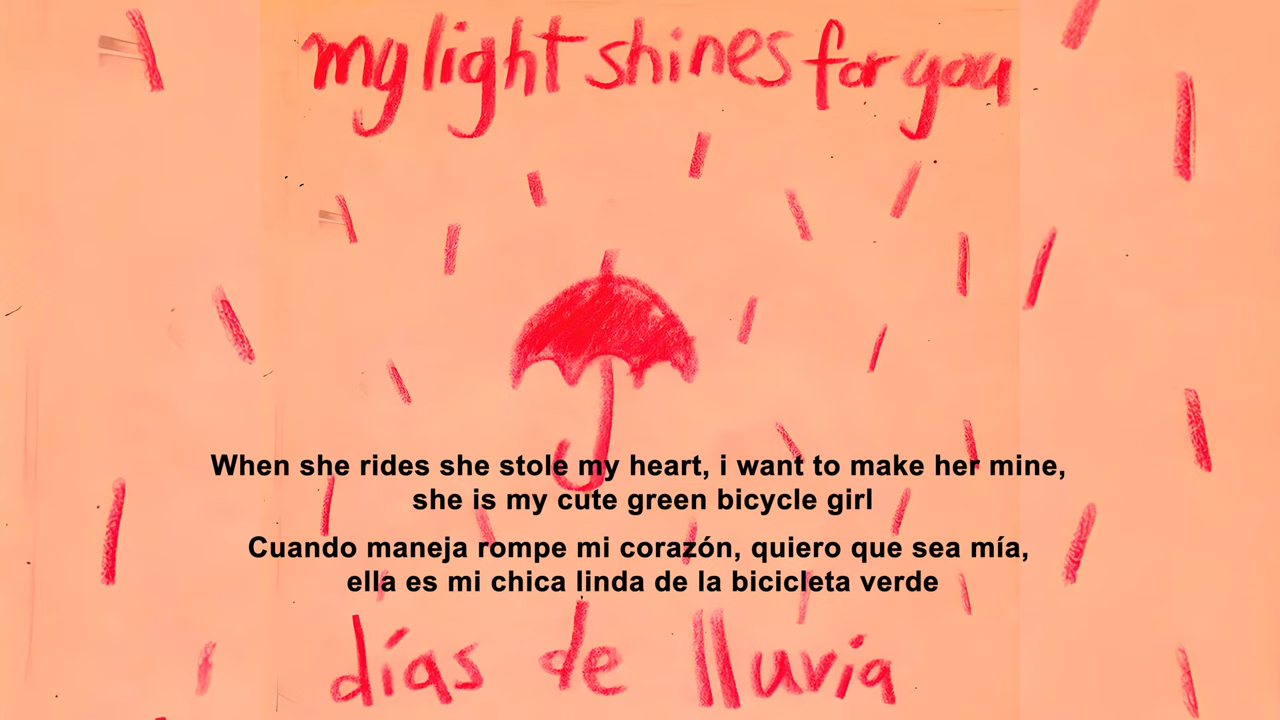 my light shines for you
When she rides she stole my heart, i want to make her mine,
she is my cute green bicycle girl
Cuando maneja rompe mi corazón, quiero que sea mía,
ella es mi chica linda de la bicicleta verde
días de lluvia